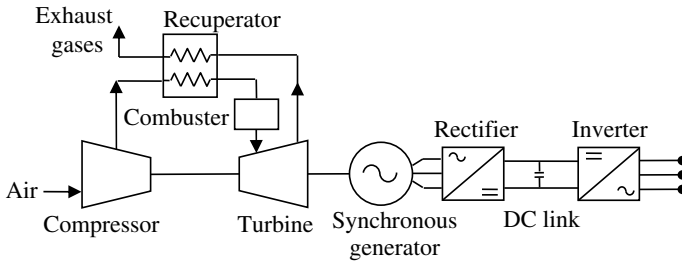 Exhaust
gases
Recuperator
Combuster
Air
Compressor
Turbine
Synchronous
generator
Rectifier
DC link
Inverter